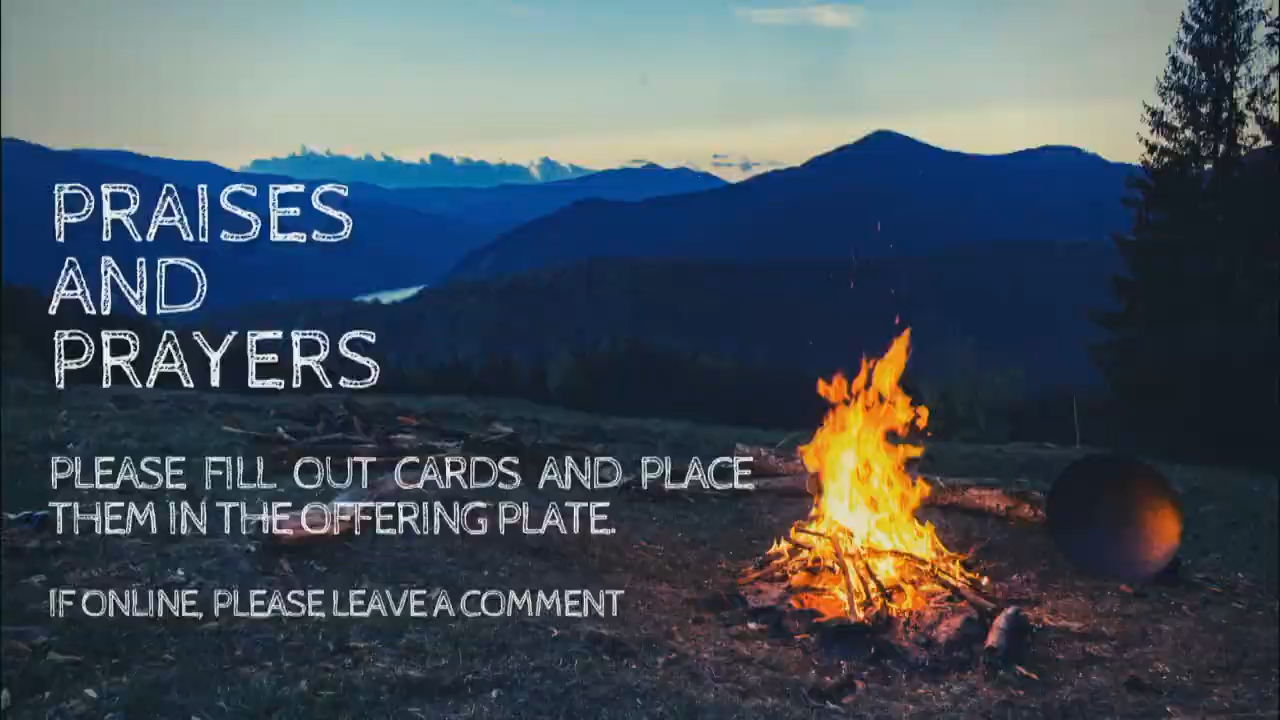 PRAISES
AND
PRAYERS
PLEASE FILL OUT CARDS AND PLACE
THEM IN THE OFFERING PLATE.
IF ONLINE, PLEASE LEAVE A COMMENT